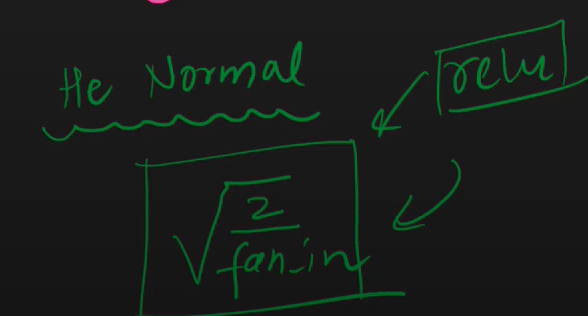 He Normal
relu
√(2/fan_in)